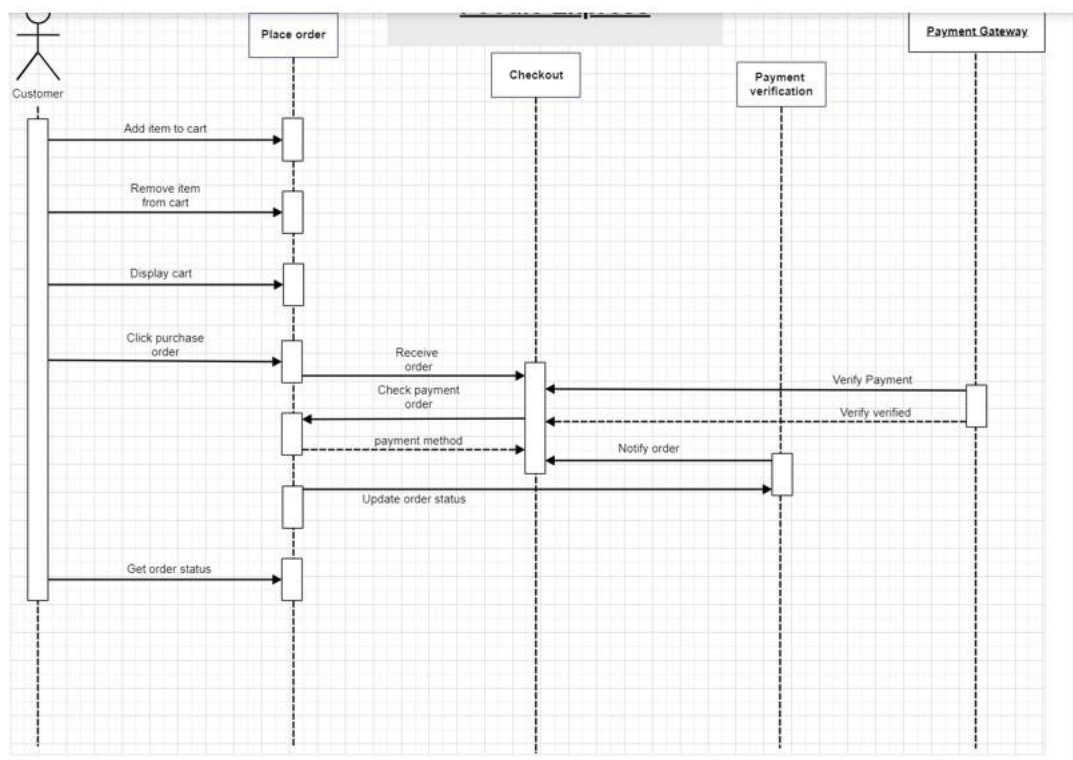 Place order
Payment Gateway
Checkout
Payment
verification
Customer
Add item to cart
Remove item
from cart
Display cart
Click purchase
order
Receive
order
Verify Payment
Check payment
order
Verify verified
payment method
Notify order
Update order status
Get order status